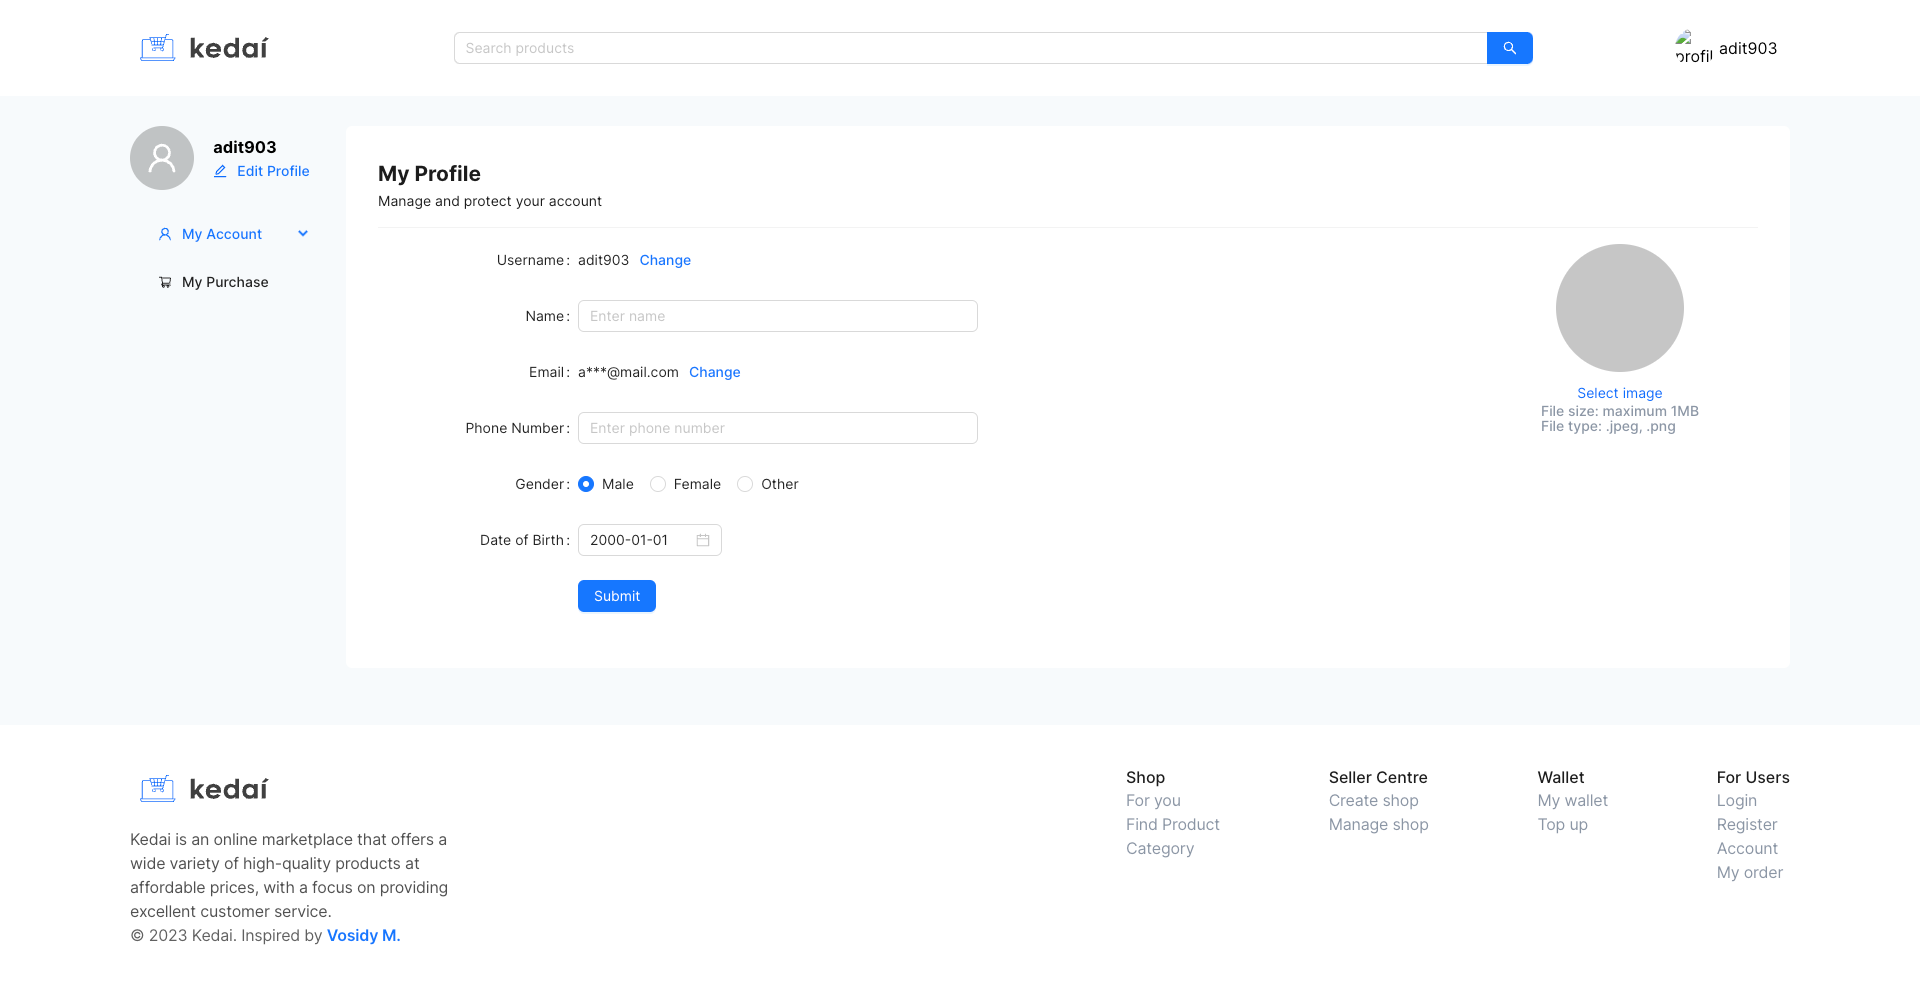 kedaí
Search products
profil
adit903
adit903
Edit Profile
My Account
My Purchase
My Profile
Manage and protect your account
Username: adit903 Change
Name: Enter name
Email: a***@mail.com Change
Phone Number: Enter phone number
Gender: Male Female Other
Date of Birth: 2000-01-01
Submit
Select image
File size: maximum 1MB
File type: .jpeg, .png
kedaí
Kedai is an online marketplace that offers a
wide variety of high-quality products at
affordable prices, with a focus on providing
excellent customer service.
© 2023 Kedai. Inspired by Vosidy M.
Shop
For you
Find Product
Category
Seller Centre
Create shop
Manage shop
Wallet
My wallet
Top up
For Users
Login
Register
Account
My order